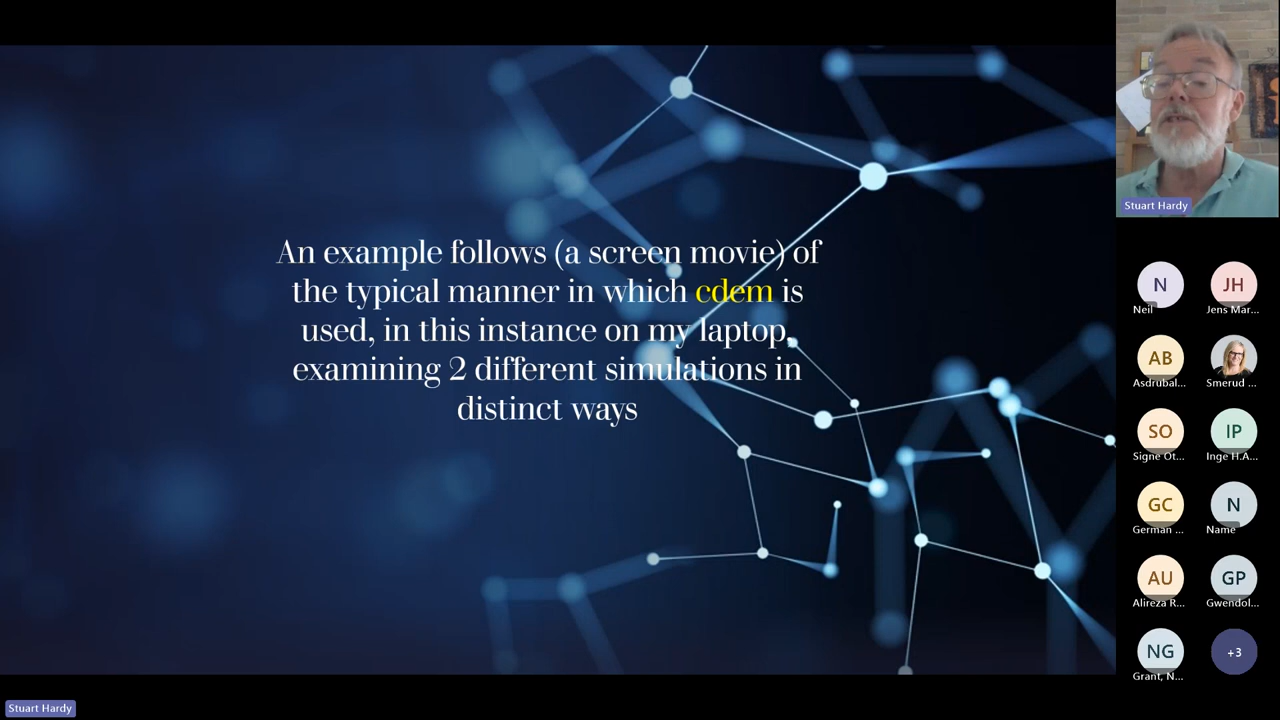 An example follows (a screen movie) of
the typical manner in which cdem is
used, in this instance on my laptop,
examining 2 different simulations in
distinct ways
Stuart Hardy
N
JH
Neil
Jens Mar...
AB
Asdrubal...
Smerud ...
SO
IP
Signe Ot...
Inge H.A...
GC
N
German ...
Name
AU
GP
Alireza R...
Gwendol...
NG
+3
Grant, N...
Stuart Hardy